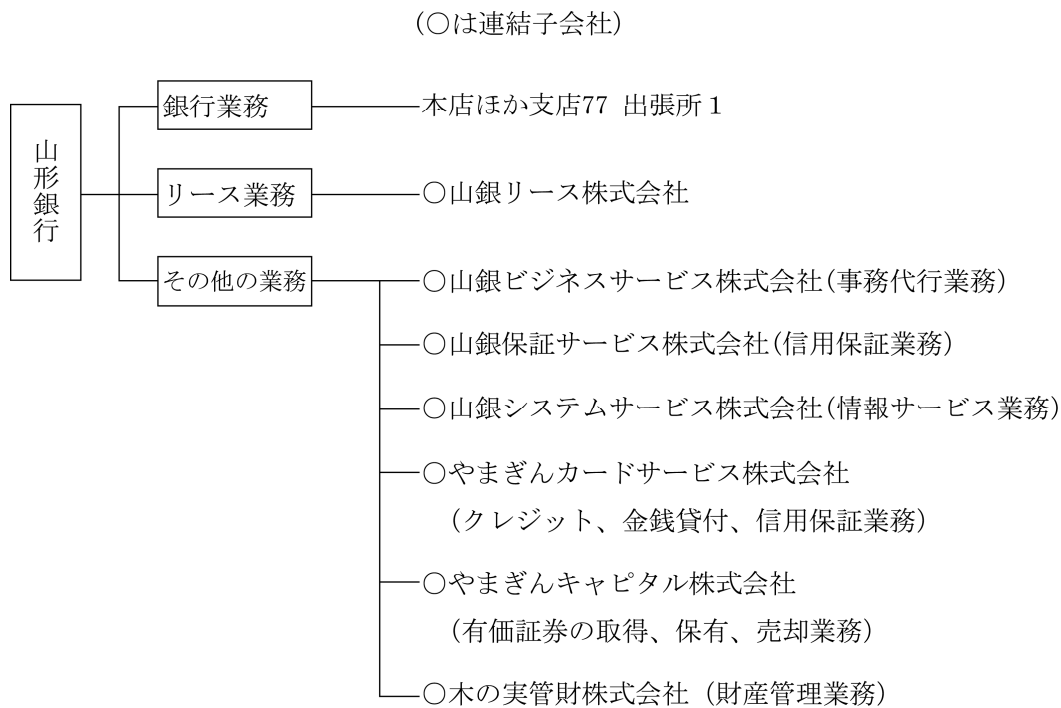 (○は連結子会社)
山形銀行
銀行業務
本店ほか支店77 出張所1
リース業務
○山銀リース株式会社
その他の業務
○山銀ビジネスサービス株式会社(事務代行業務)
○山銀保証サービス株式会社(信用保証業務)
○山銀システムサービス株式会社(情報サービス業務)
○やまぎんカードサービス株式会社
(クレジット、金銭貸付、信用保証業務)
○やまぎんキャピタル株式会社
(有価証券の取得、保有、売却業務)
○木の実管財株式会社 (財産管理業務)